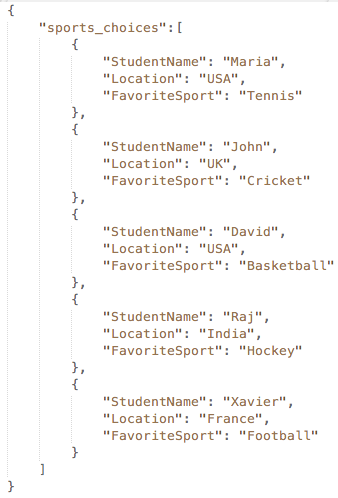 {
    "sports_choices":[
        {
            "StudentName": "Maria",
            "Location": "USA",
            "FavoriteSport": "Tennis"
        },
        {
            "StudentName": "John",
            "Location": "UK",
            "FavoriteSport": "Cricket"
        },
        {
            "StudentName": "David",
            "Location": "USA",
            "FavoriteSport": "Basketball"
        },
        {
            "StudentName": "Raj",
            "Location": "India",
            "FavoriteSport": "Hockey"
        },
        {
            "StudentName": "Xavier",
            "Location": "France",
            "FavoriteSport": "Football"
        }
    ]
}